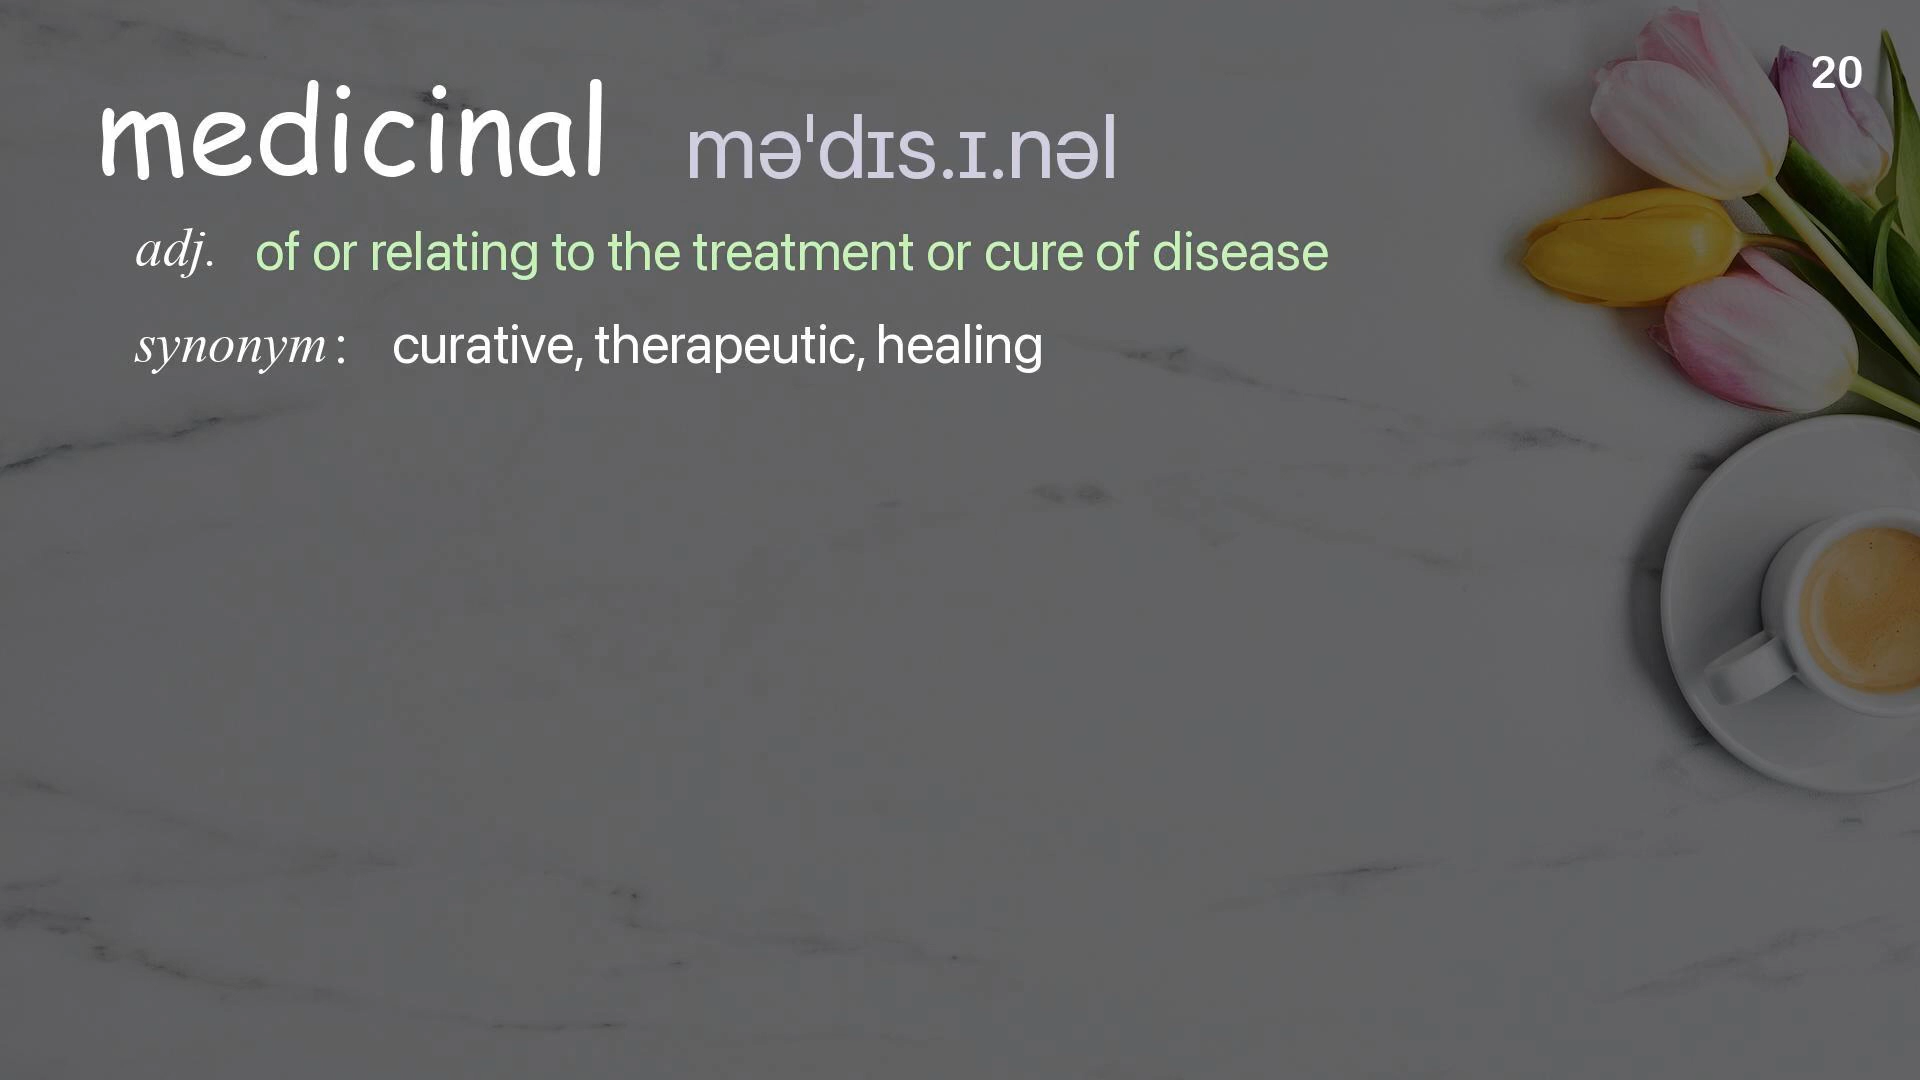 20
medicinal məˈdɪs.ɪ.nəl
adj. of or relating to the treatment or cure of disease
synonym: curative, therapeutic, healing